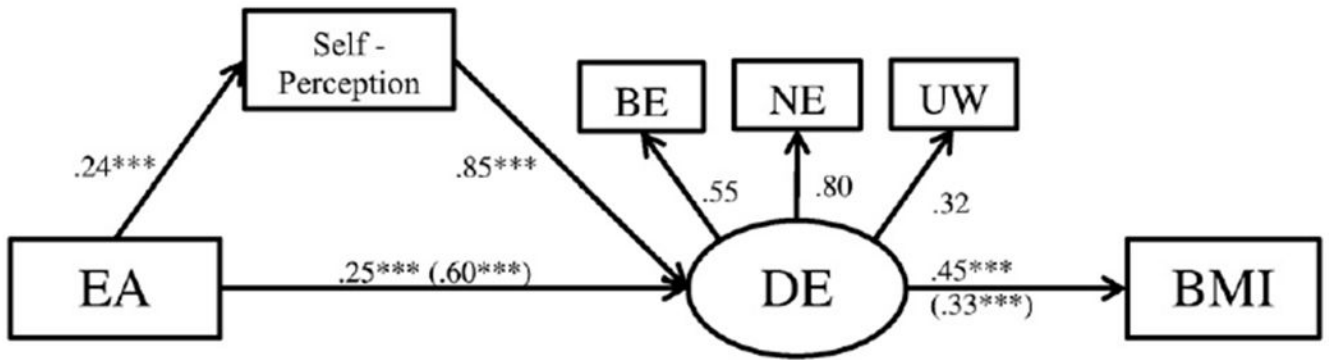 Self -
Perception
BE
NE
UW
.24***
.85***
.55
.80
.32
EA
.25*** (.60***)
DE
.45***
(.33***)
BMI